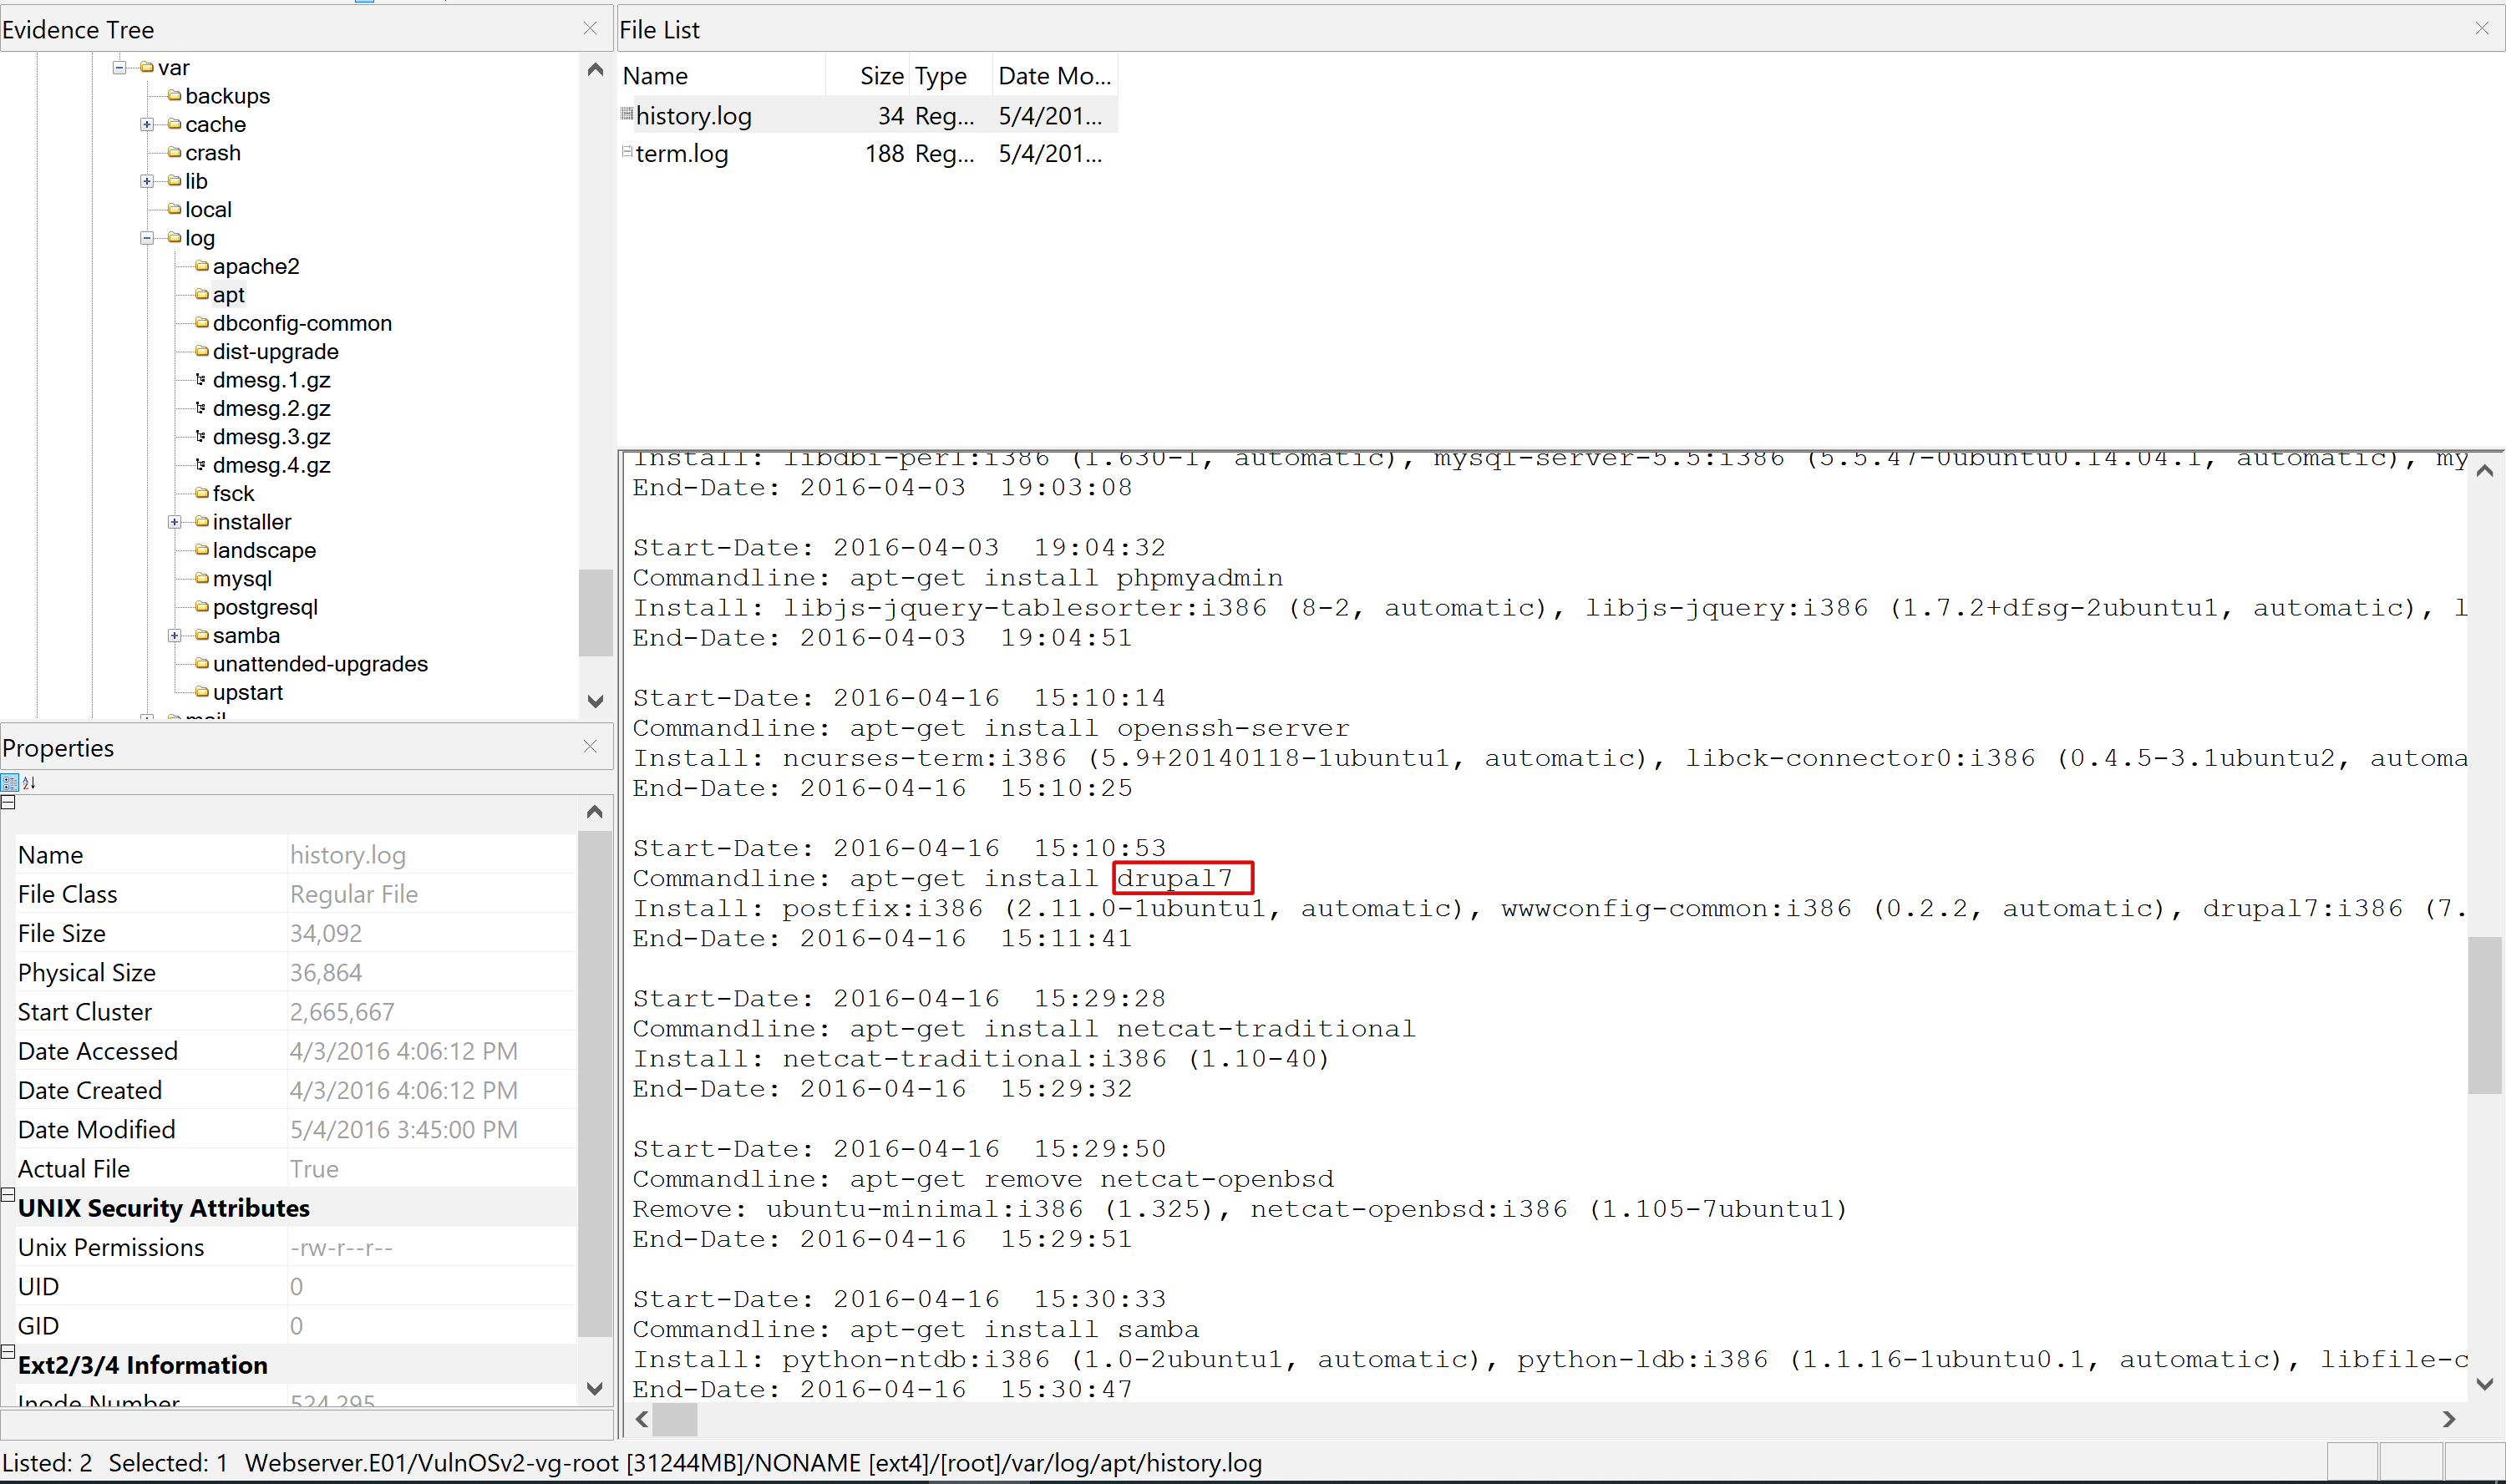 Evidence Tree
var
backups
cache
crash
lib
local
log
apache2
apt
dbconfig-common
dist-upgrade
dmesg.1.gz
dmesg.2.gz
dmesg.3.gz
dmesg.4.gz
fsck
installer
landscape
mysql
postgresql
samba
unattended-upgrades
upstart
mail
Properties
Name history.log
File Class Regular File
File Size 34,092
Physical Size 36,864
Start Cluster 2,665,667
Date Accessed 4/3/2016 4:06:12 PM
Date Created 4/3/2016 4:06:12 PM
Date Modified 5/4/2016 3:45:00 PM
Actual File True
UNIX Security Attributes
Unix Permissions -rw-r--r--
UID 0
GID 0
Ext2/3/4 Information
Inode Number 524,295
File List
Name Size Type Date Mo...
history.log 34 Reg... 5/4/201...
term.log 188 Reg... 5/4/201...
Install: libdbi-perl:i386 (1.630-1, automatic), mysql-server-5.5:i386 (5.5.47-0ubuntu0.14.04.1, automatic), my
End-Date: 2016-04-03  19:03:08
Start-Date: 2016-04-03  19:04:32
Commandline: apt-get install phpmyadmin
Install: libjs-jquery-tablesorter:i386 (8-2, automatic), libjs-jquery:i386 (1.7.2+dfsg-2ubuntu1, automatic), l
End-Date: 2016-04-03  19:04:51
Start-Date: 2016-04-16  15:10:14
Commandline: apt-get install openssh-server
Install: ncurses-term:i386 (5.9+20140118-1ubuntu1, automatic), libck-connector0:i386 (0.4.5-3.1ubuntu2, automa
End-Date: 2016-04-16  15:10:25
Start-Date: 2016-04-16  15:10:53
Commandline: apt-get install drupal7
Install: postfix:i386 (2.11.0-1ubuntu1, automatic), wwwconfig-common:i386 (0.2.2, automatic), drupal7:i386 (7.
End-Date: 2016-04-16  15:11:41
Start-Date: 2016-04-16  15:29:28
Commandline: apt-get install netcat-traditional
Install: netcat-traditional:i386 (1.10-40)
End-Date: 2016-04-16  15:29:32
Start-Date: 2016-04-16  15:29:50
Commandline: apt-get remove netcat-openbsd
Remove: ubuntu-minimal:i386 (1.325), netcat-openbsd:i386 (1.105-7ubuntu1)
End-Date: 2016-04-16  15:29:51
Start-Date: 2016-04-16  15:30:33
Commandline: apt-get install samba
Install: python-ntdb:i386 (1.0-2ubuntu1, automatic), python-ldb:i386 (1.1.16-1ubuntu0.1, automatic), libfile-c
End-Date: 2016-04-16  15:30:47
Listed: 2 Selected: 1 Webserver.E01/VulnOSv2-vg-root [31244MB]/NONAME [ext4]/[root]/var/log/apt/history.log